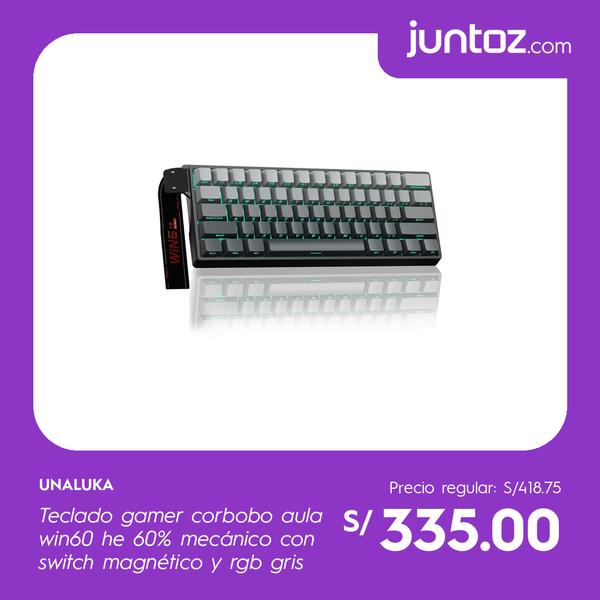 juntoz.com
WIN60
UNALUKA
Teclado gamer corbobo aula
win60 he 60% mecánico con
switch magnético y rgb gris
Precio regular: S/418.75
S/335.00